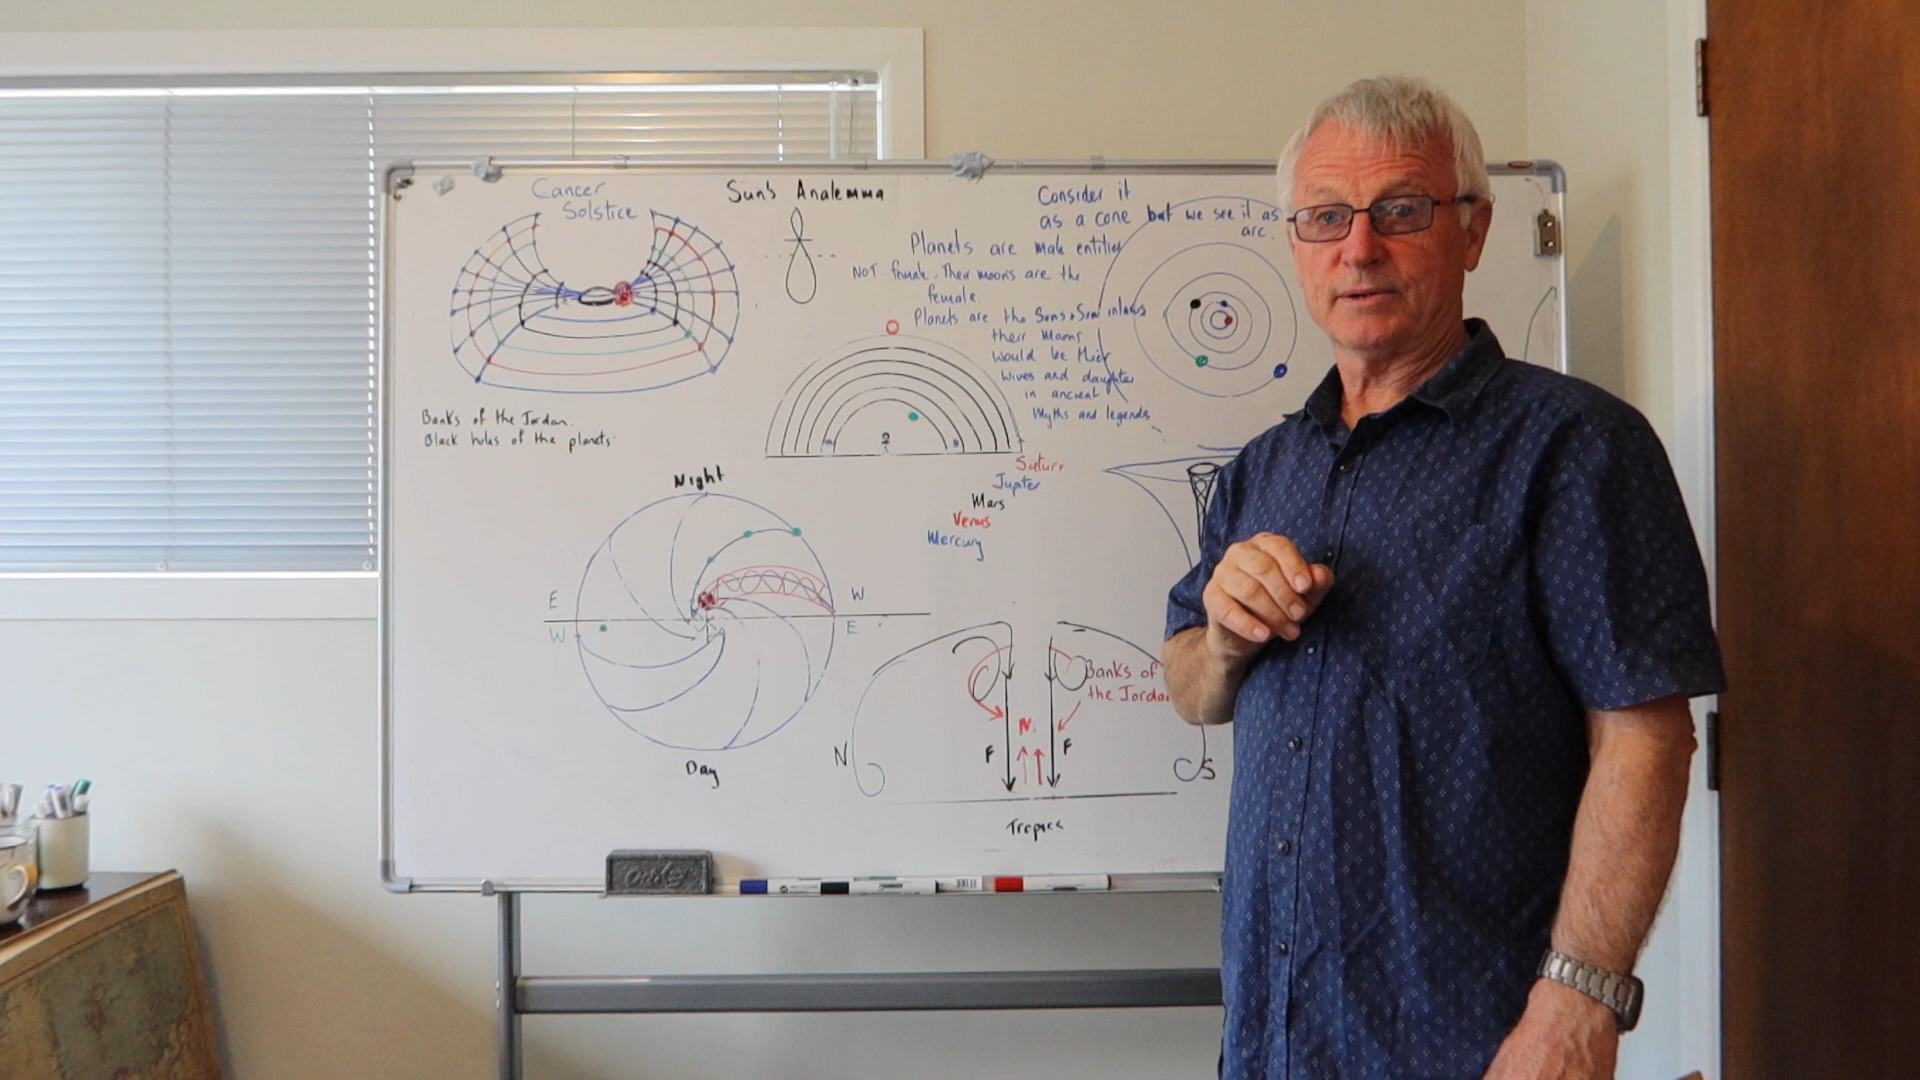 Cancer
Solstice
Sun's Analemma
Consider it
as a cone but we see it as
arc.
Planets are male entities
NOT female. Their moons are the
female.
Planets are the Sons
their Moons
would be their
wives and daughter
in ancient
Myths and legends
Banks of the Jordan.
Black holes of the planets.
Saturn
Jupiter
Mars
Venus
Mercury
Night
E
W
W
E
Day
Banks of
the Jordan
N.
F
F
N
S
Tropics